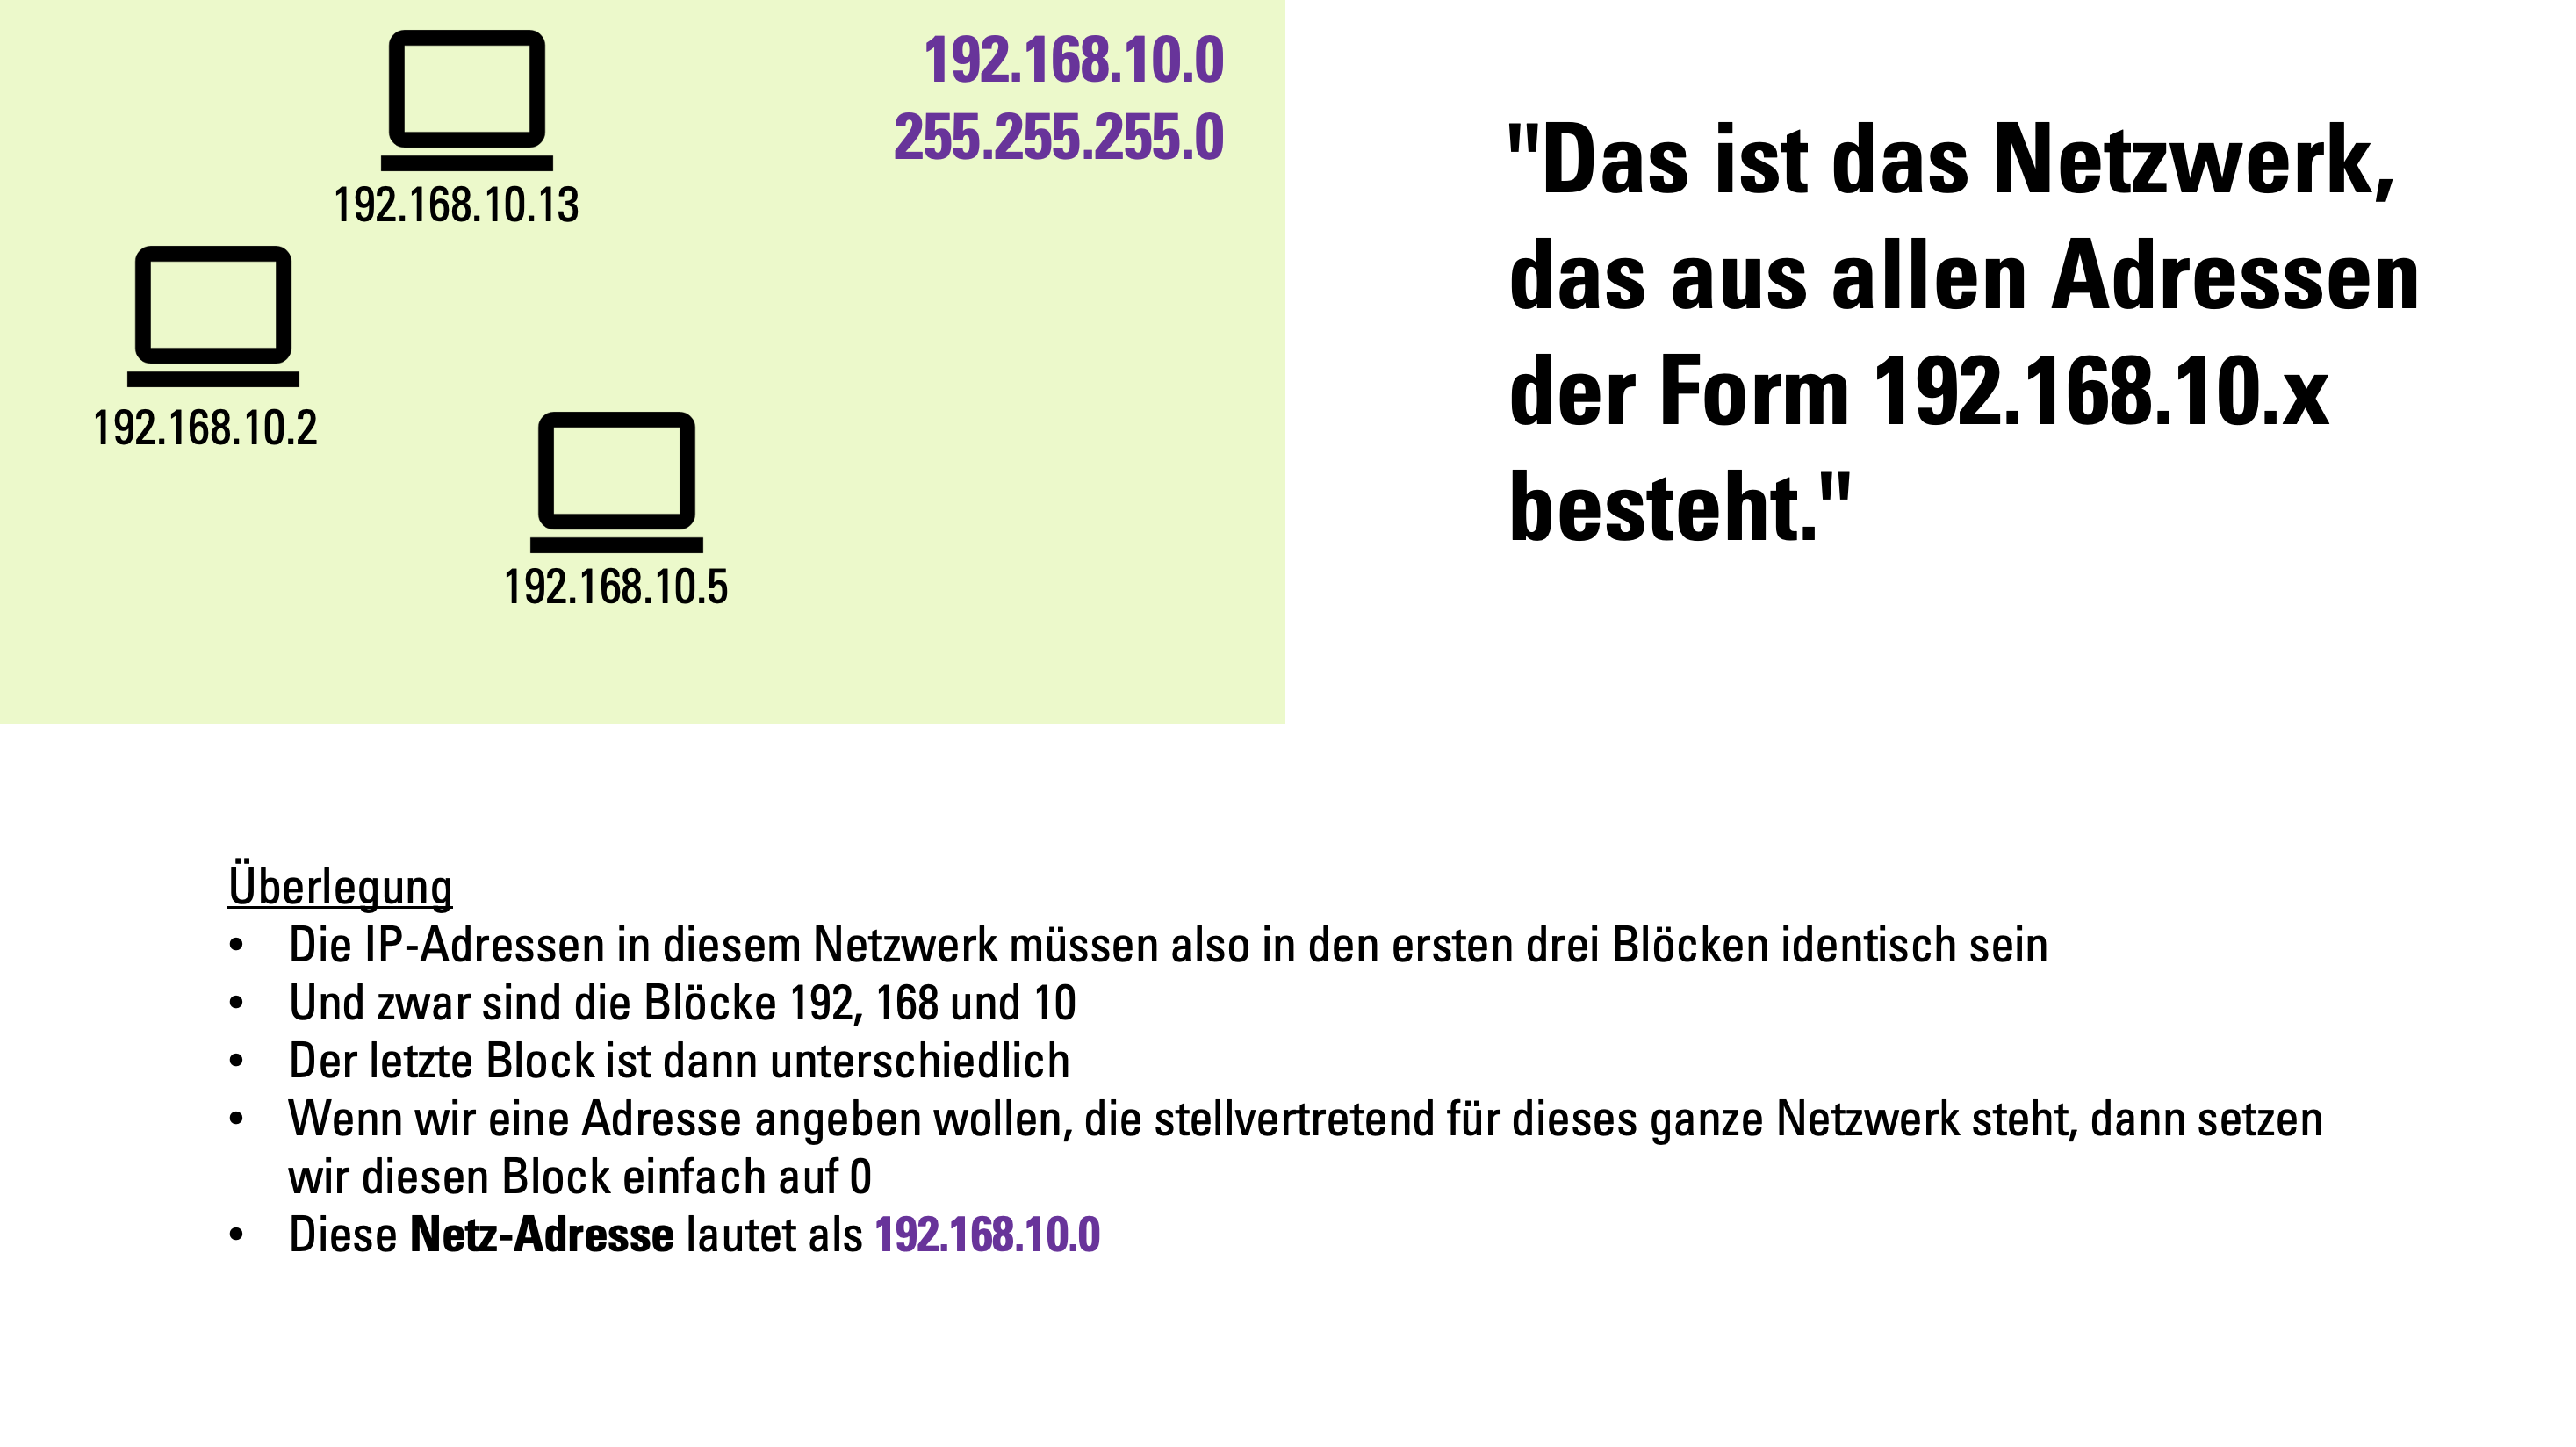 192.168.10.0
255.255.255.0
192.168.10.13
192.168.10.2
192.168.10.5
"Das ist das Netzwerk,
das aus allen Adressen
der Form 192.168.10.x
besteht."
Überlegung
• Die IP-Adressen in diesem Netzwerk müssen also in den ersten drei Blöcken identisch sein
• Und zwar sind die Blöcke 192, 168 und 10
• Der letzte Block ist dann unterschiedlich
• Wenn wir eine Adresse angeben wollen, die stellvertretend für dieses ganze Netzwerk steht, dann setzen
wir diesen Block einfach auf 0
• Diese Netz-Adresse lautet als 192.168.10.0